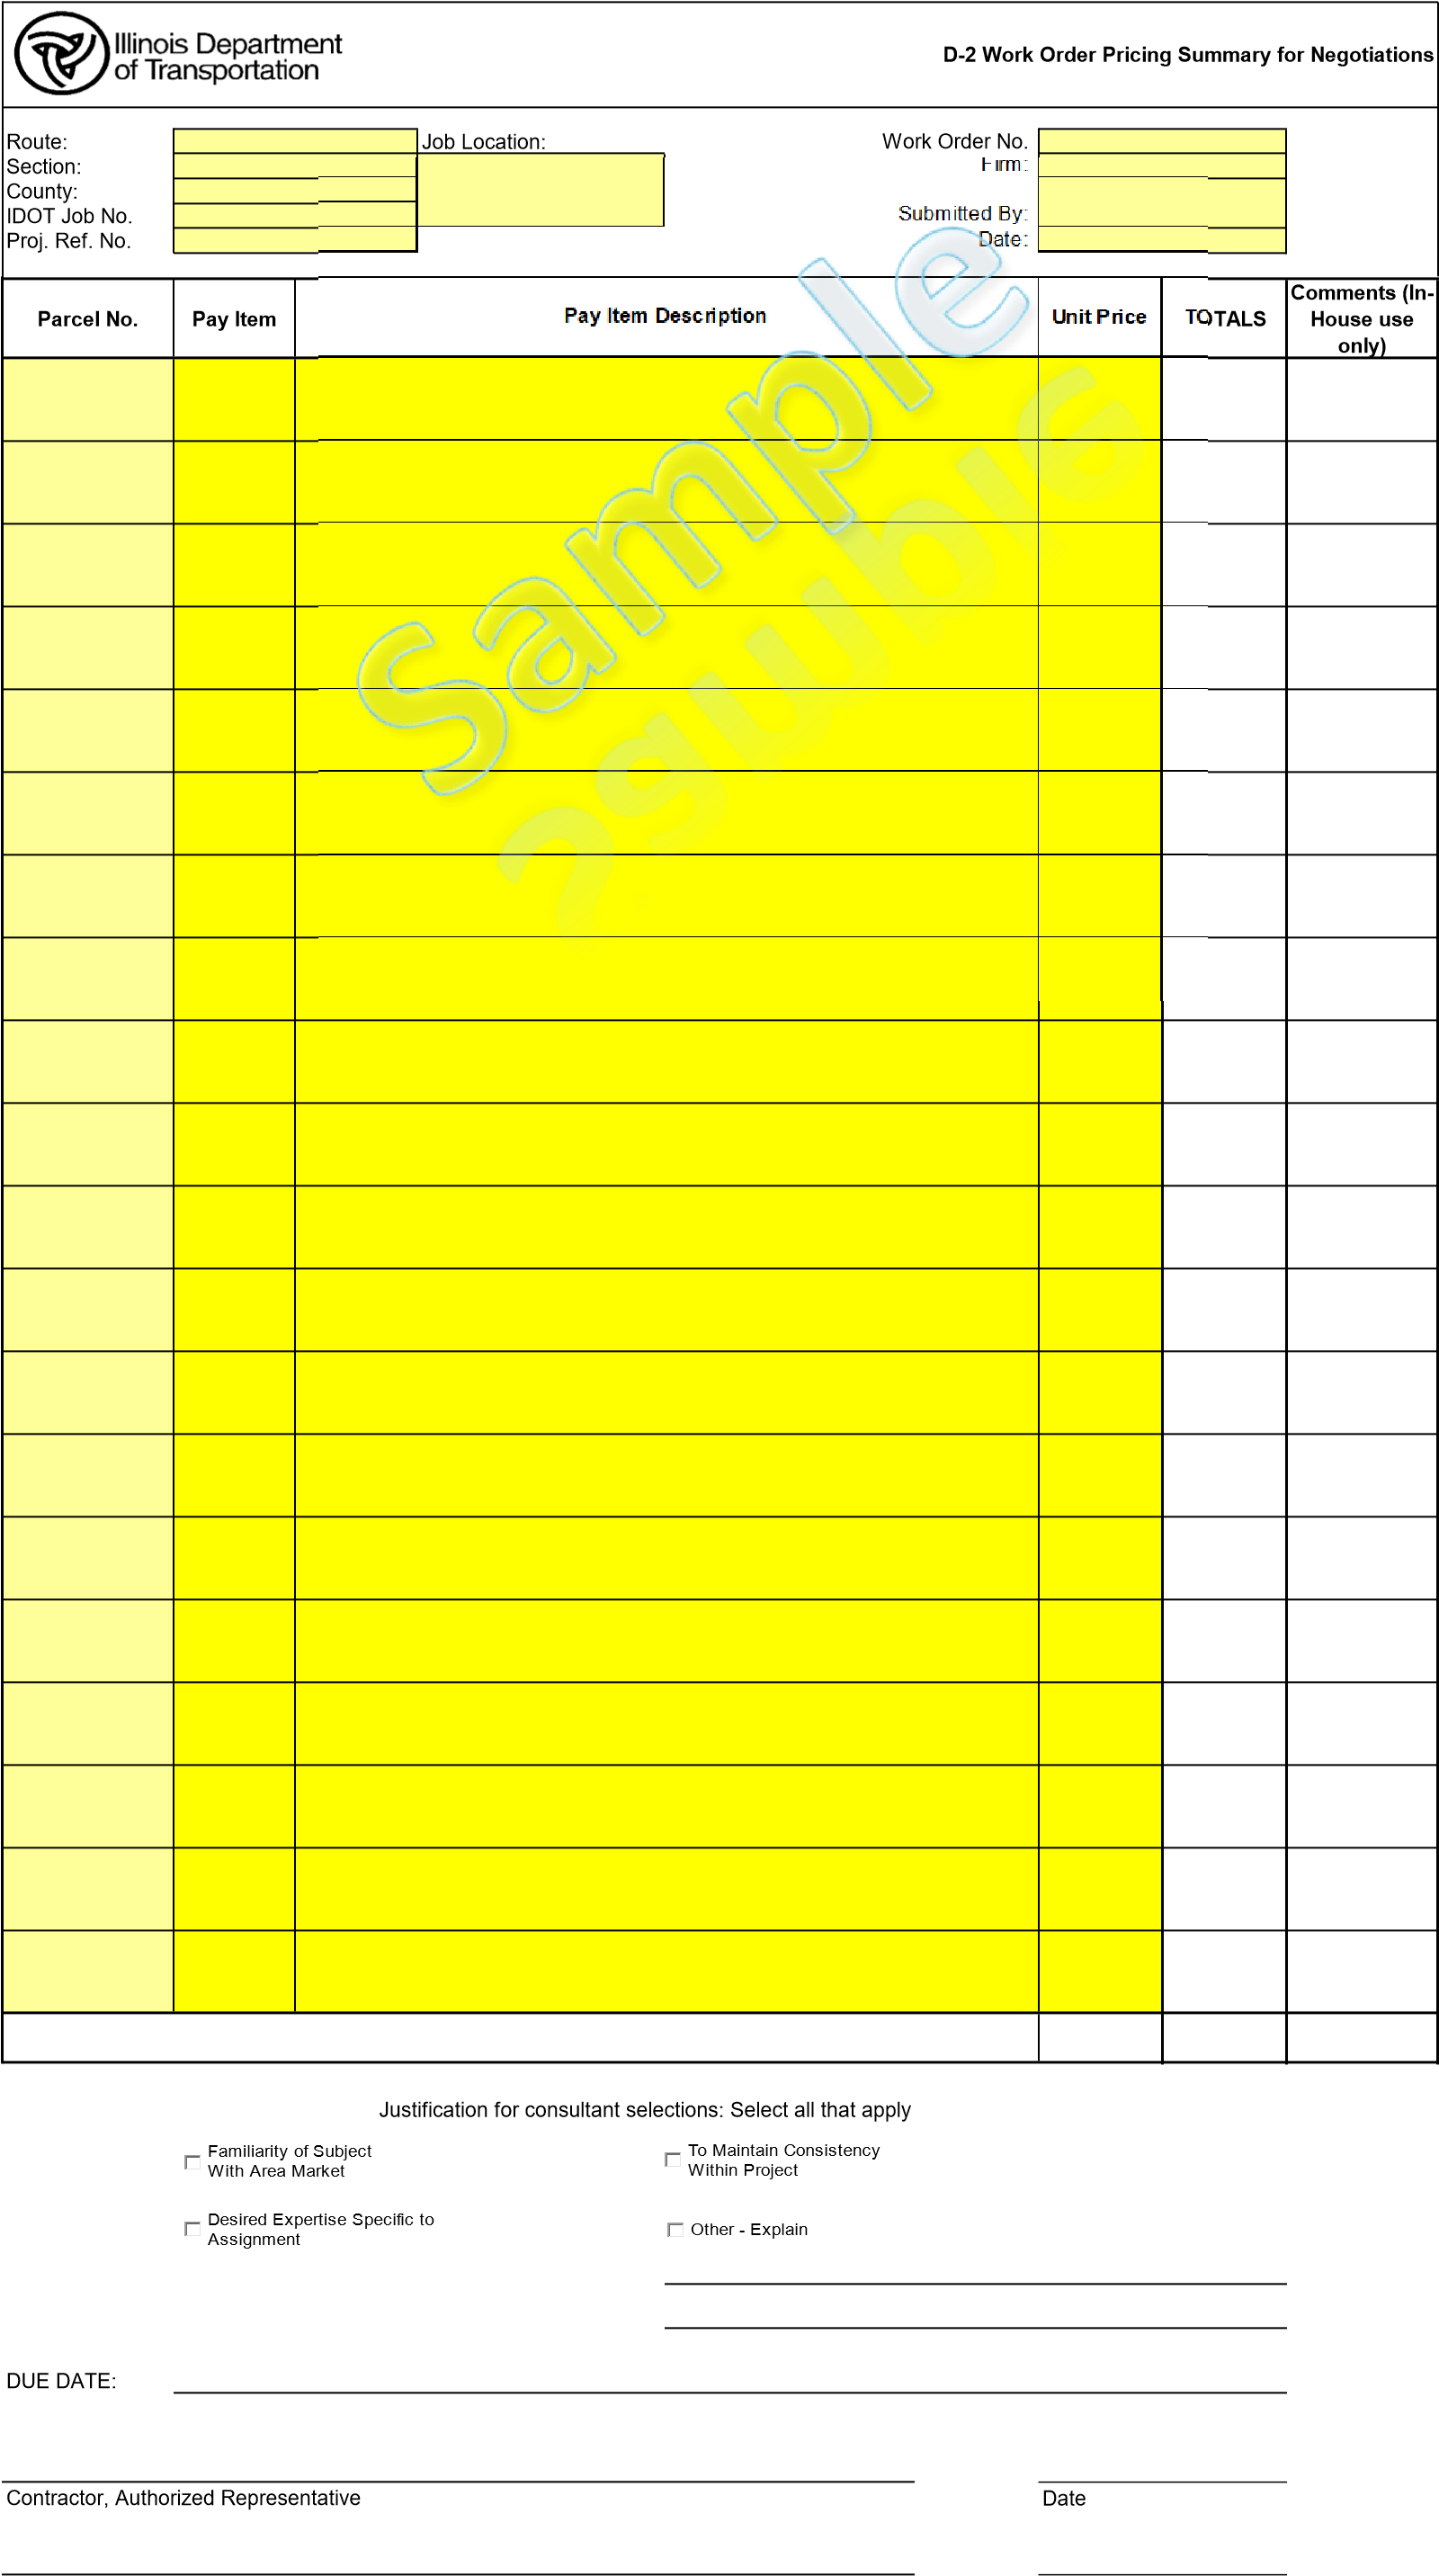 Illinois Department
of Transportation
D-2 Work Order Pricing Summary for Negotiations
Route:
Job Location:
Work Order No.
Section:
Firm:
County:
IDOT Job No.
Submitted By:
Proj. Ref. No.
Date:
Parcel No.
Pay Item
Pay Item Description
Unit Price
TOTALS
Comments (In-
House use
only)
Sample
Justification for consultant selections: Select all that apply
Familiarity of Subject
With Area Market
To Maintain Consistency
Within Project
Desired Expertise Specific to
Assignment
Other - Explain
DUE DATE:
Contractor, Authorized Representative
Date